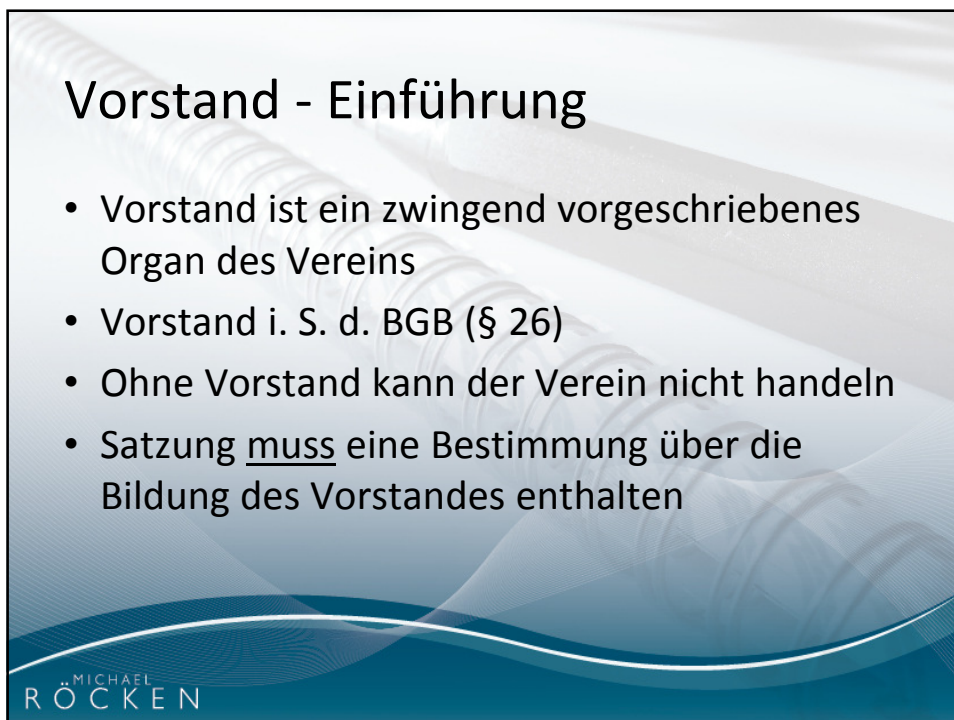 Vorstand - Einführung
• Vorstand ist ein zwingend vorgeschriebenes
Organ des Vereins
• Vorstand i. S. d. BGB (§ 26)
• Ohne Vorstand kann der Verein nicht handeln
• Satzung muss eine Bestimmung über die
Bildung des Vorstandes enthalten
MICHAEL
RÖCKEN